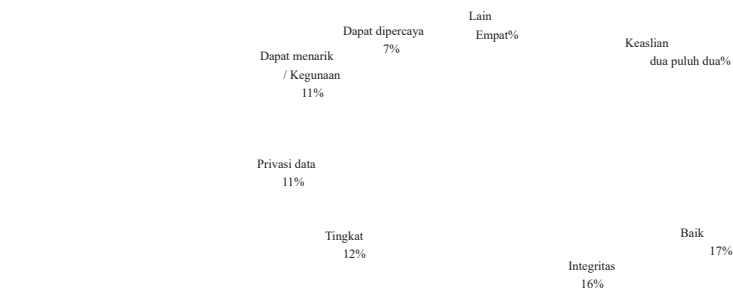 Lain
Empat%
Dapat dipercaya
7%
Keaslian
dua puluh dua%
Dapat menarik
/ Kegunaan
11%
Privasi data
11%
Tingkat
12%
Baik
17%
Integritas
16%